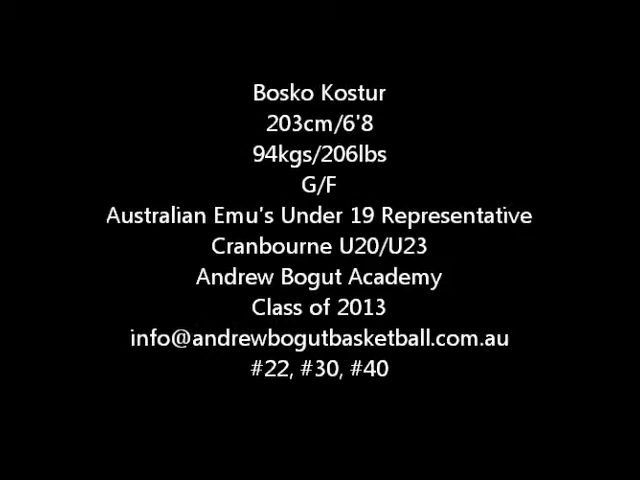 Bosko Kostur
203cm/6'8
94kgs/206lbs
G/F
Australian Emu's Under 19 Representative
Cranbourne U20/U23
Andrew Bogut Academy
Class of 2013
info@andrewbogutbasketball.com.au
#22, #30, #40